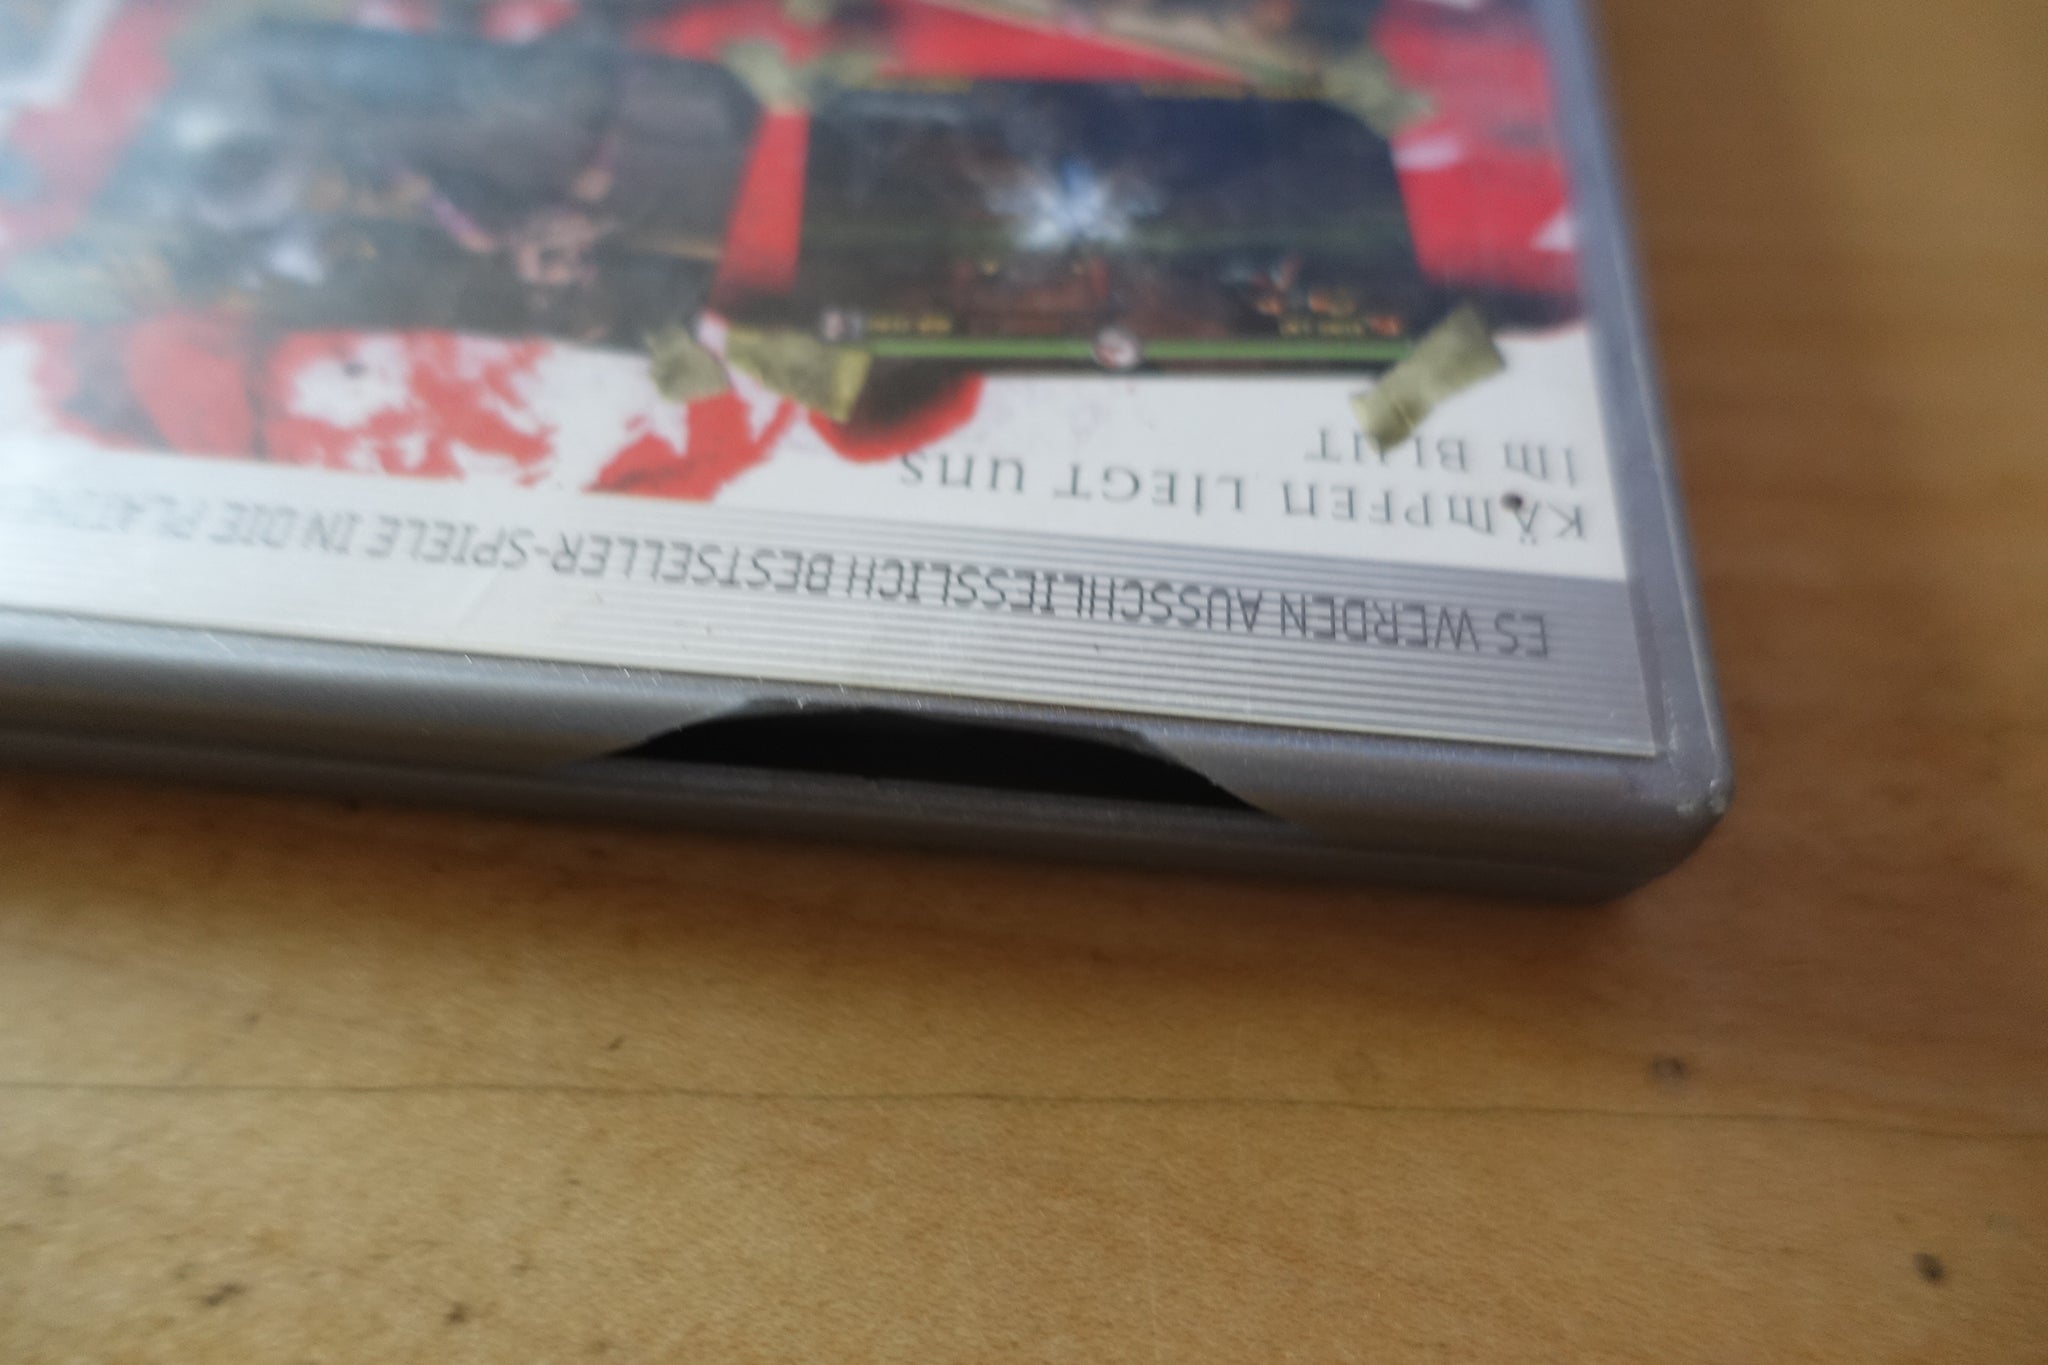 KÄMPFEN LIEGT UNS
IM BLUT
ES WERDEN AUSSCHLIESSLICH BESTSELLER-SPIELE IN DIE